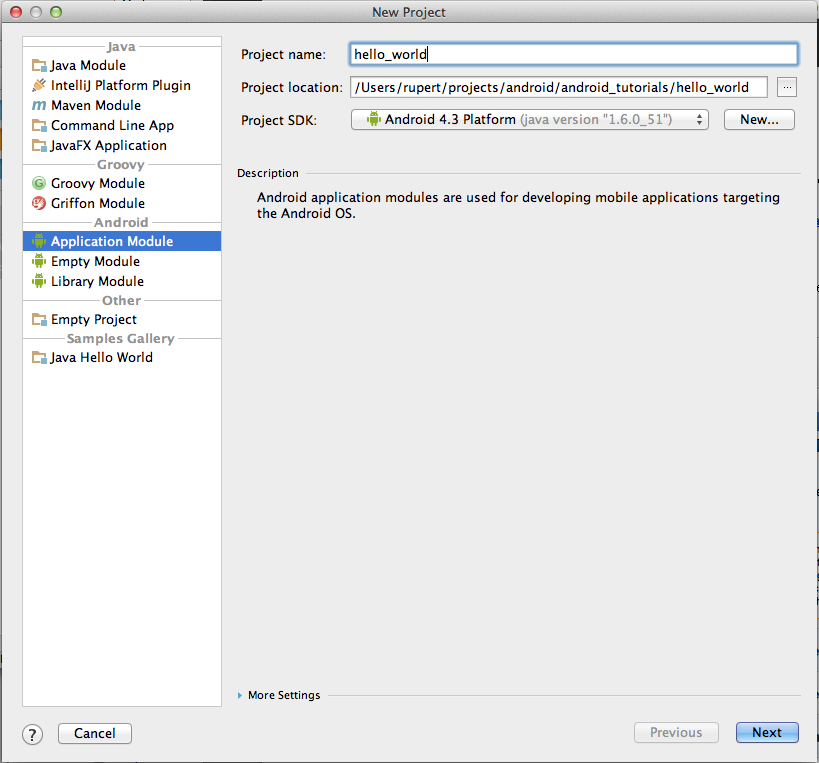 New Project
Java
Java Module
IntelliJ Platform Plugin
m Maven Module
Command Line App
JavaFX Application
Groovy
G Groovy Module
Griffon Module
Android
Application Module
Empty Module
Library Module
Other
Empty Project
Samples Gallery
Java Hello World
Project name: hello_world
Project location: /Users/rupert/projects/android/android_tutorials/hello_world ...
Project SDK: Android 4.3 Platform (java version "1.6.0_51") New...
Description
Android application modules are used for developing mobile applications targeting
the Android OS.
More Settings
? Cancel Previous Next